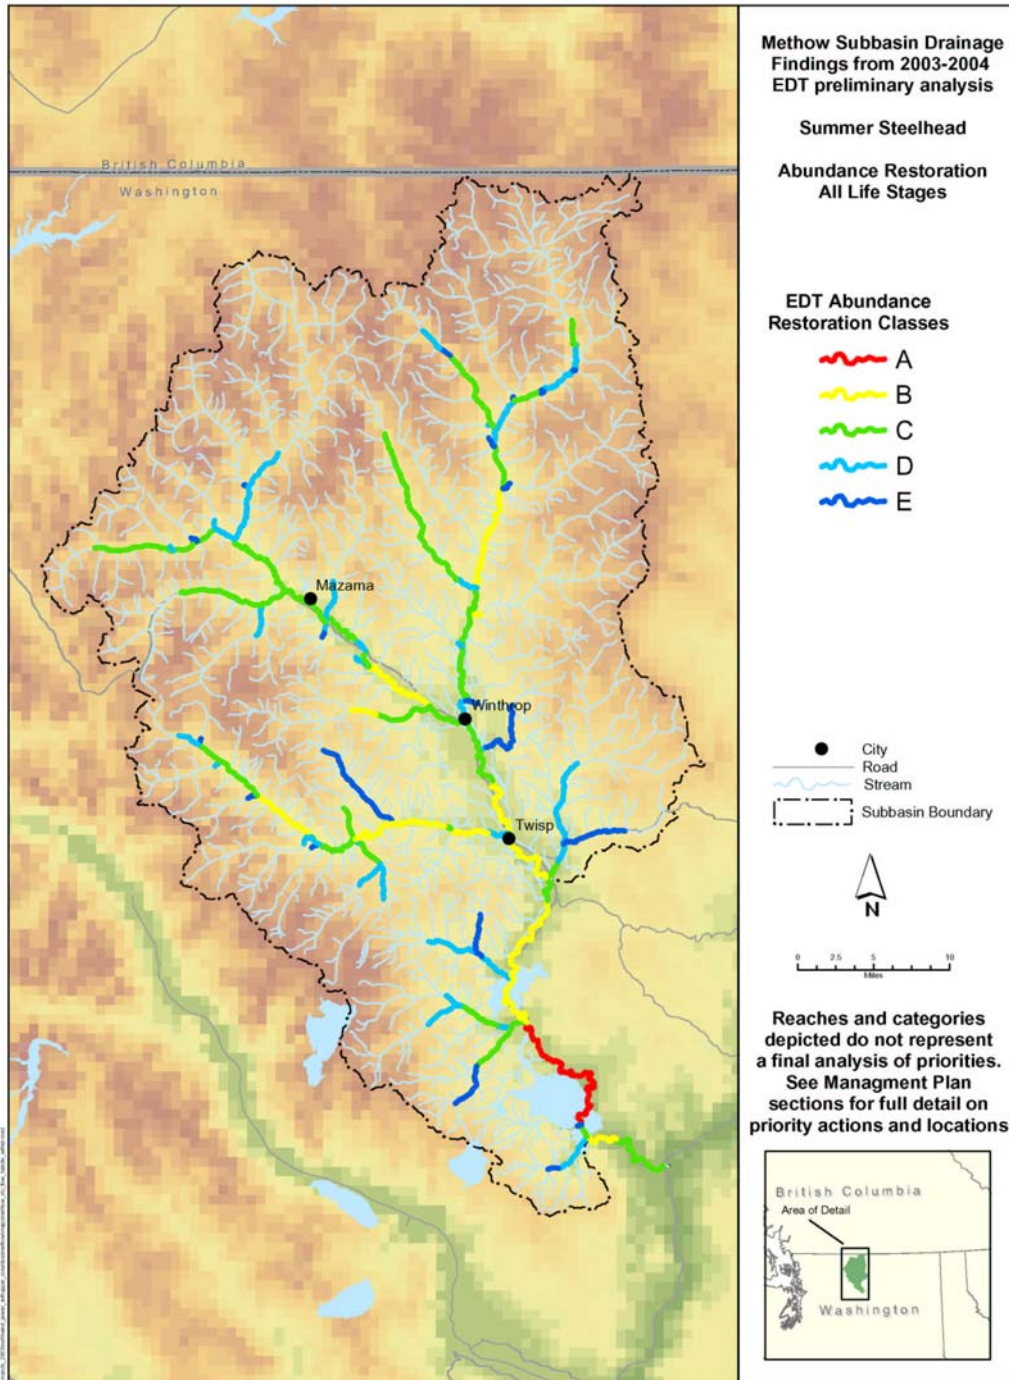 Methow Subbasin Drainage
Findings from 2003-2004
EDT preliminary analysis
Summer Steelhead
Abundance Restoration
All Life Stages
EDT Abundance
Restoration Classes
A
B
C
D
E
City
Road
Stream
Subbasin Boundary
N
0 2.5 5 10
Miles
Reaches and categories
depicted do not represent
a final analysis of priorities.
See Managment Plan
sections for full detail on
priority actions and locations
British Columbia
Area of Detail
Washington
British Columbia
Washington
Mazama
Winthrop
Twisp